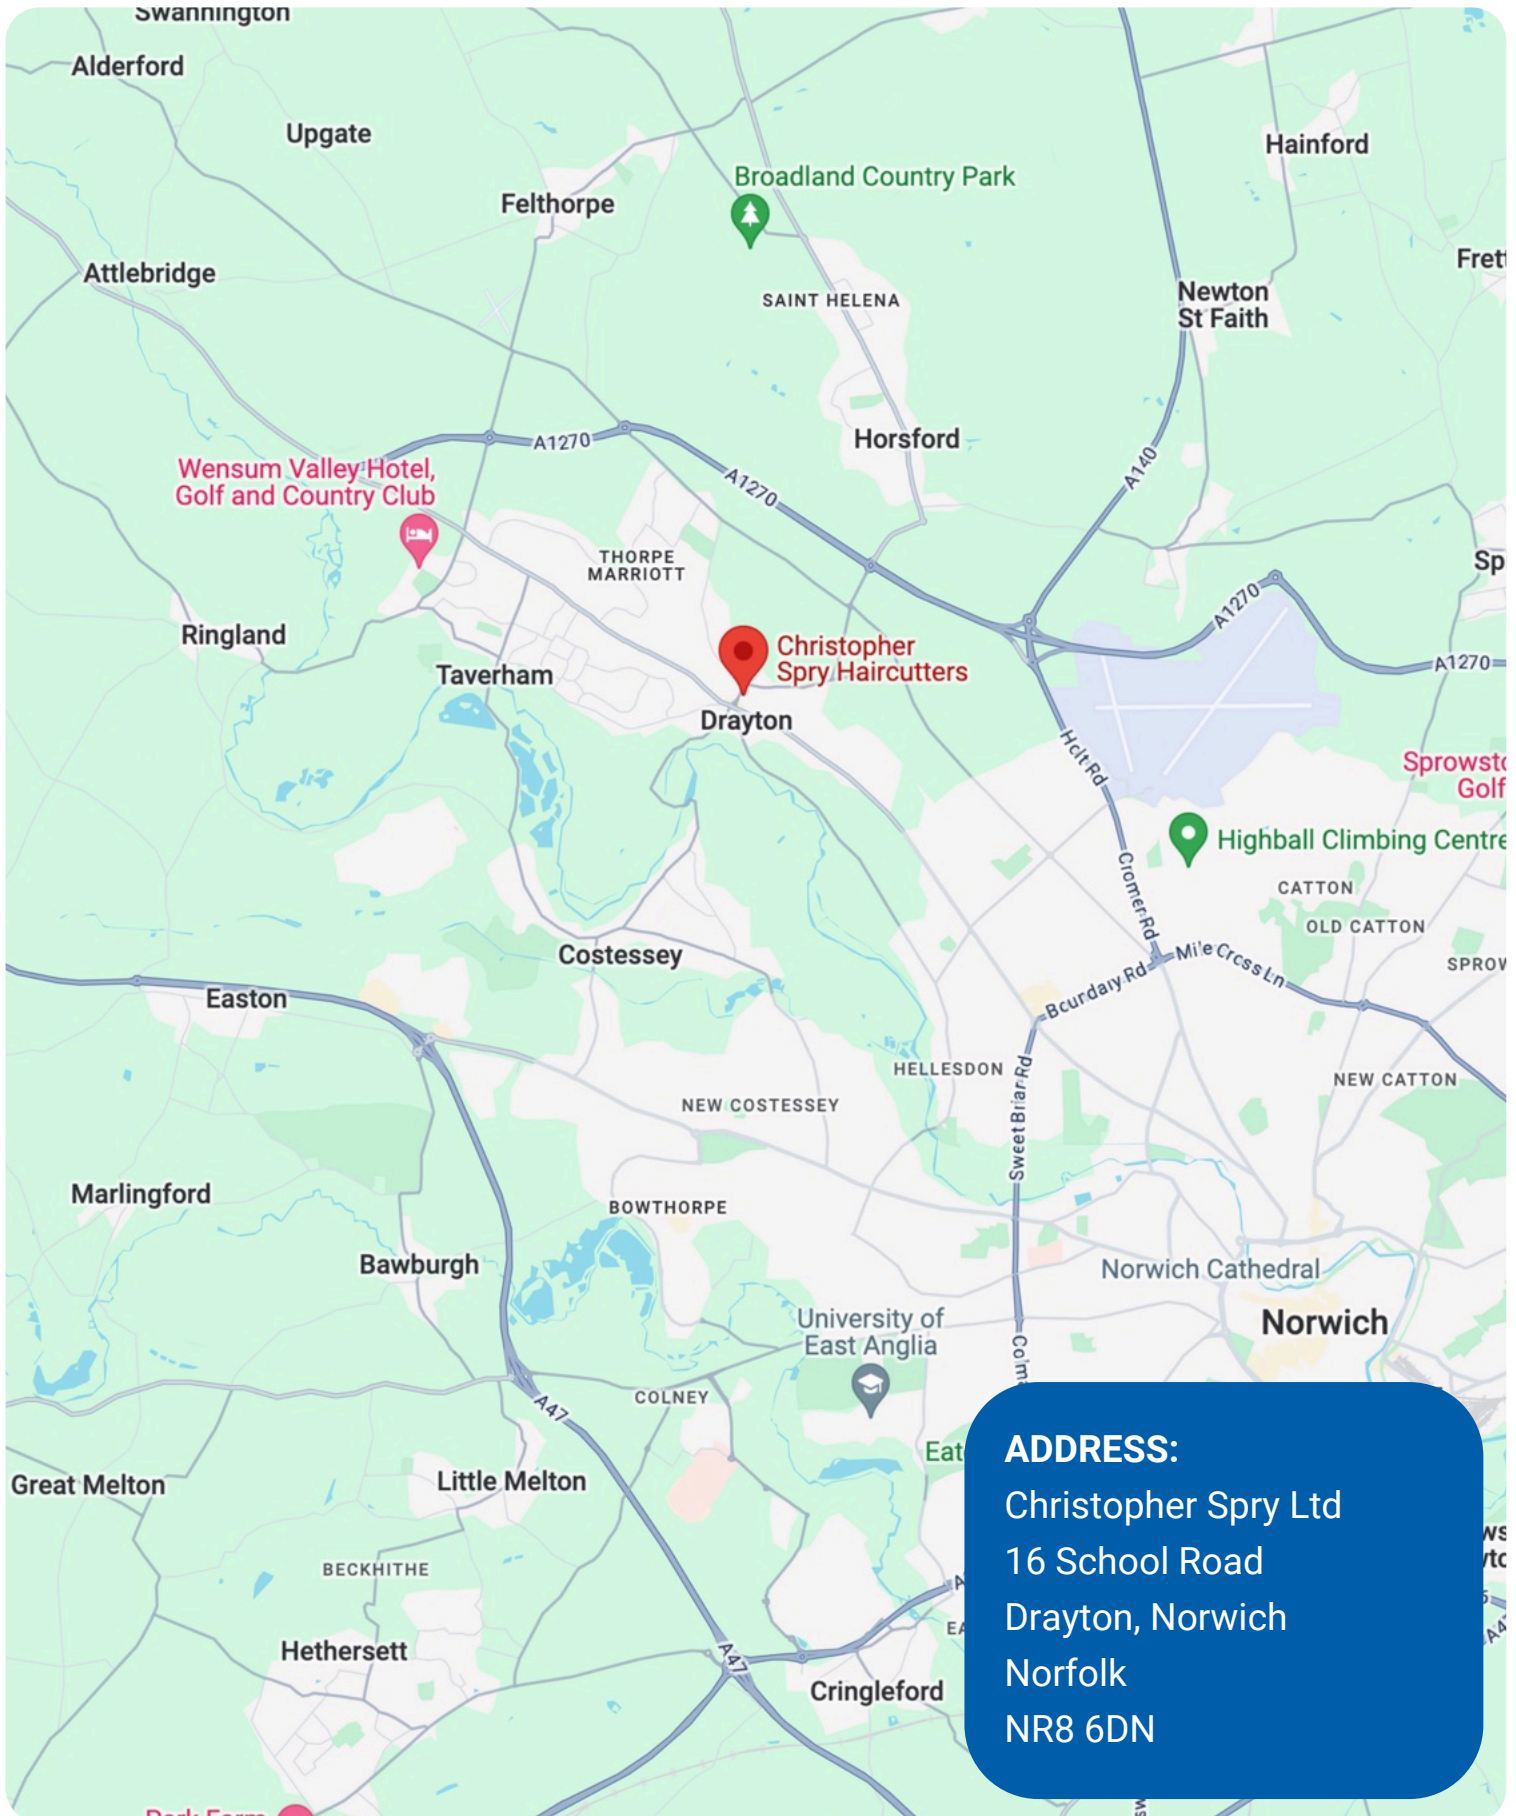 Swannington
Alderford
Upgate
Hainford
Broadland Country Park
Felthorpe
Attlebridge
SAINT HELENA
Newton
St Faith
Horsford
A1270
A1270
A140
Wensum Valley Hotel,
Golf and Country Club
THORPE
MARRIOTT
A1270
Ringland
Christopher
Spry Haircutters
A1270
Taverham
Drayton
Holt Rd
Highball Climbing Centre
Cromer Rd
CATTON
OLD CATTON
Costessey
Mile Cross Ln
Boundary Rd
Easton
HELLESDON
NEW CATTON
NEW COSTESSEY
Sweet Briar Rd
Marlingford
BOWTHORPE
Bawburgh
Norwich Cathedral
University of
East Anglia
Norwich
COLNEY
A47
Great Melton
Little Melton
BECKHITHE
Hethersett
A47
Cringleford
ADDRESS:
Christopher Spry Ltd
16 School Road
Drayton, Norwich
Norfolk
NR8 6DN